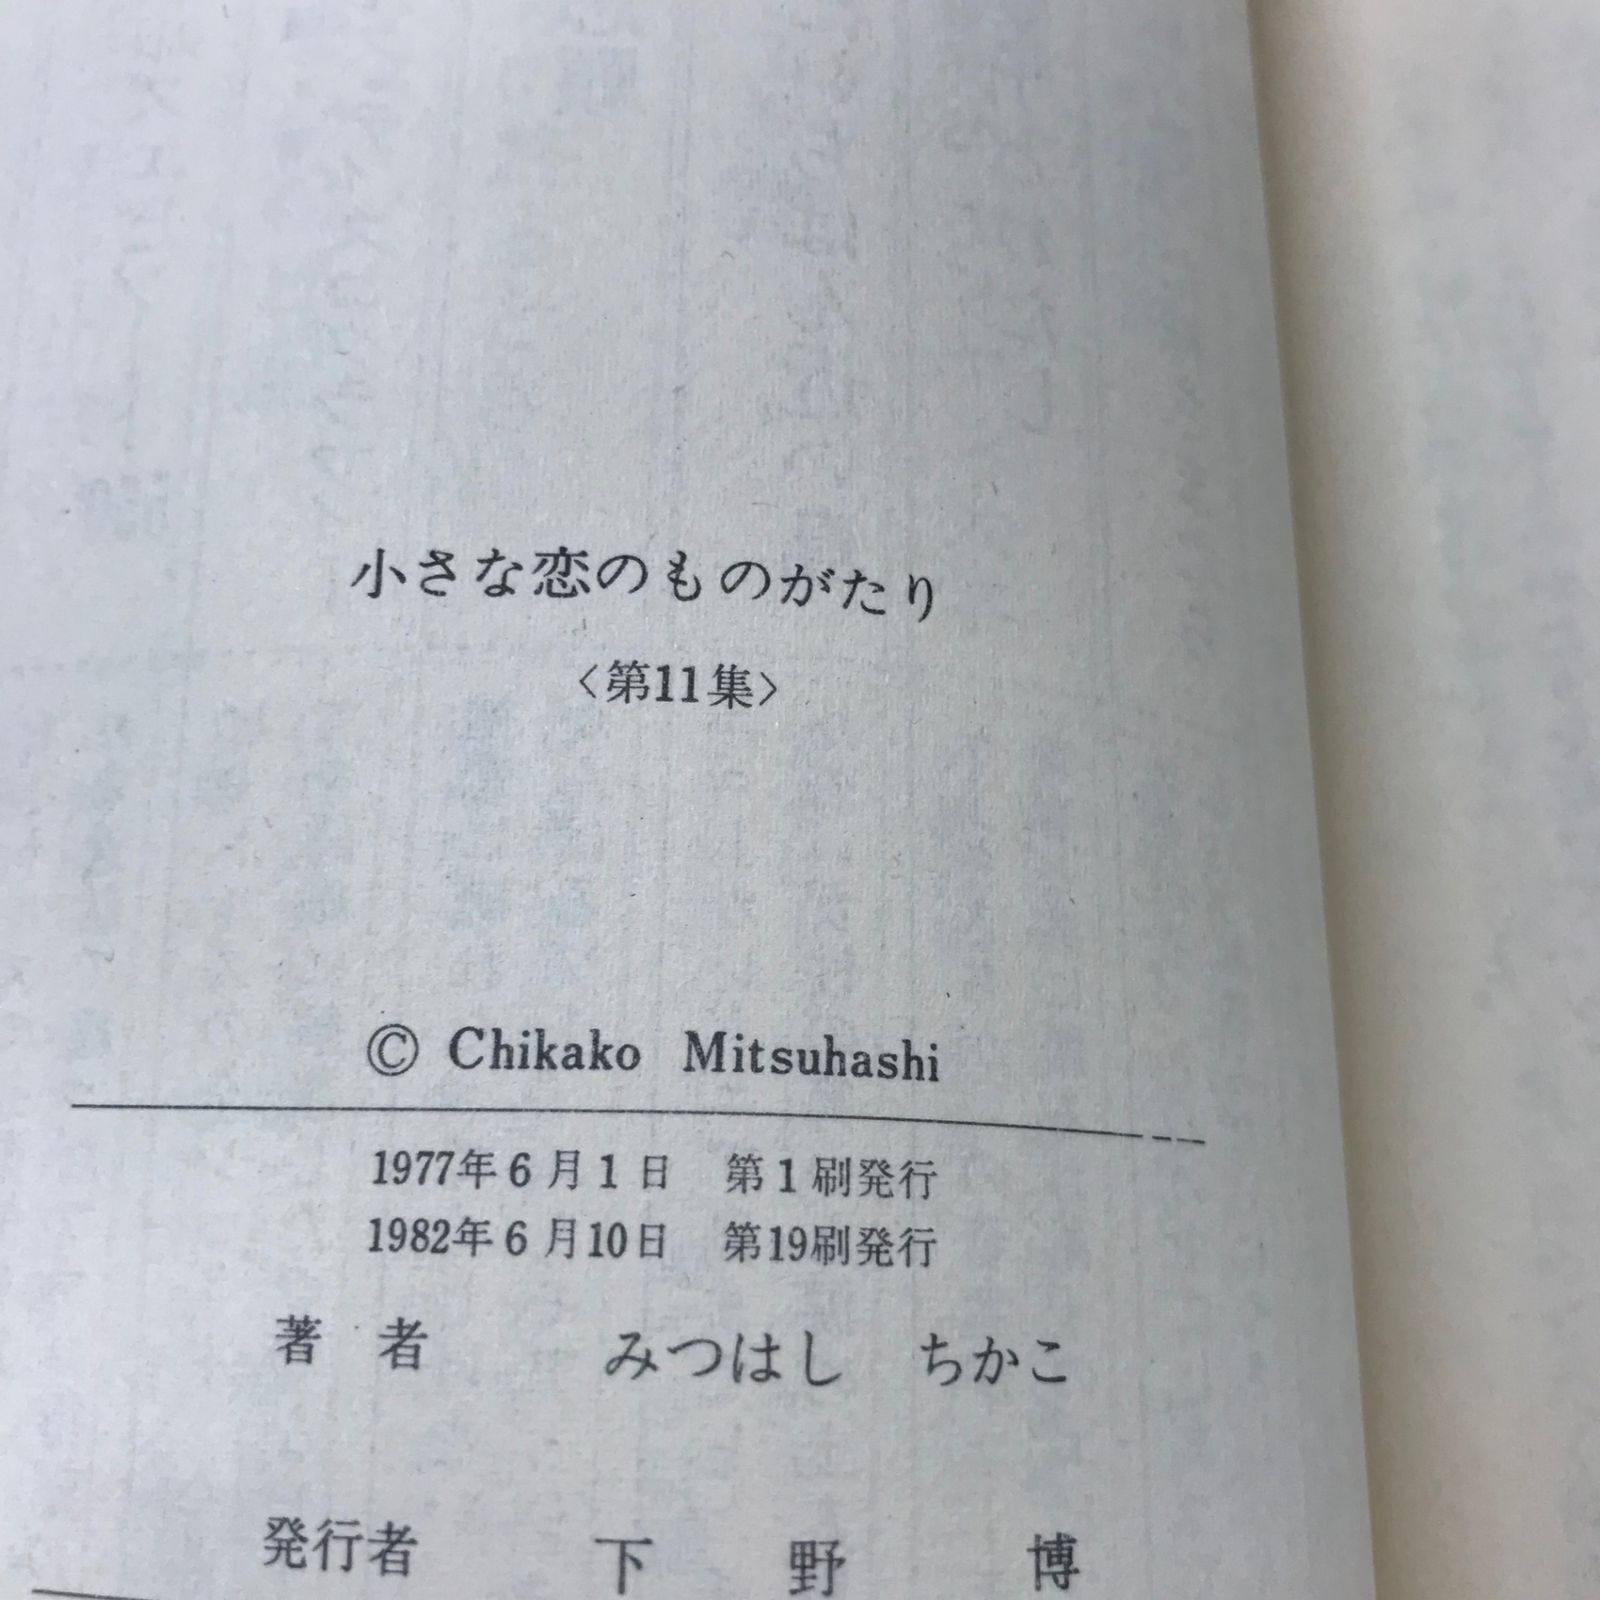 小さな恋のものがたり
〈第11集〉
© Chikako Mitsuhashi
1977年6月1日 第1刷発行
1982年6月10日 第19刷発行
著者 みつはし ちかこ
発行者 下野博